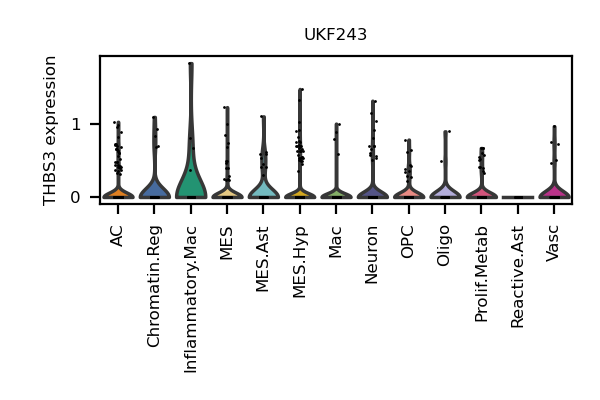 UKF243
THBS3 expression
1
0
AC
Chromatin.Reg
Inflammatory.Mac
MES
MES.Ast
MES.Hyp
Mac
Neuron
OPC
Oligo
Prolif.Metab
Reactive.Ast
Vasc